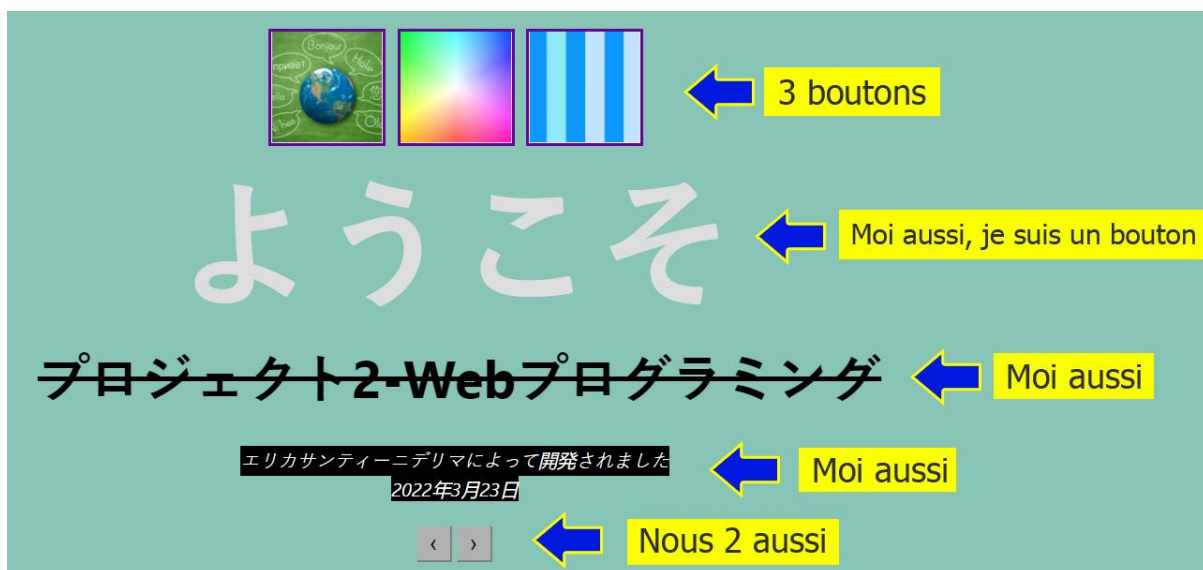 Bonjour
привет
Hola
3 boutons
ようこそ
Moi aussi, je suis un bouton
プロジェクト2-Webプログラミング
Moi aussi
エリカサンティーニデリマによって開発されました
2022年3月23日
Moi aussi
‹ ›
Nous 2 aussi